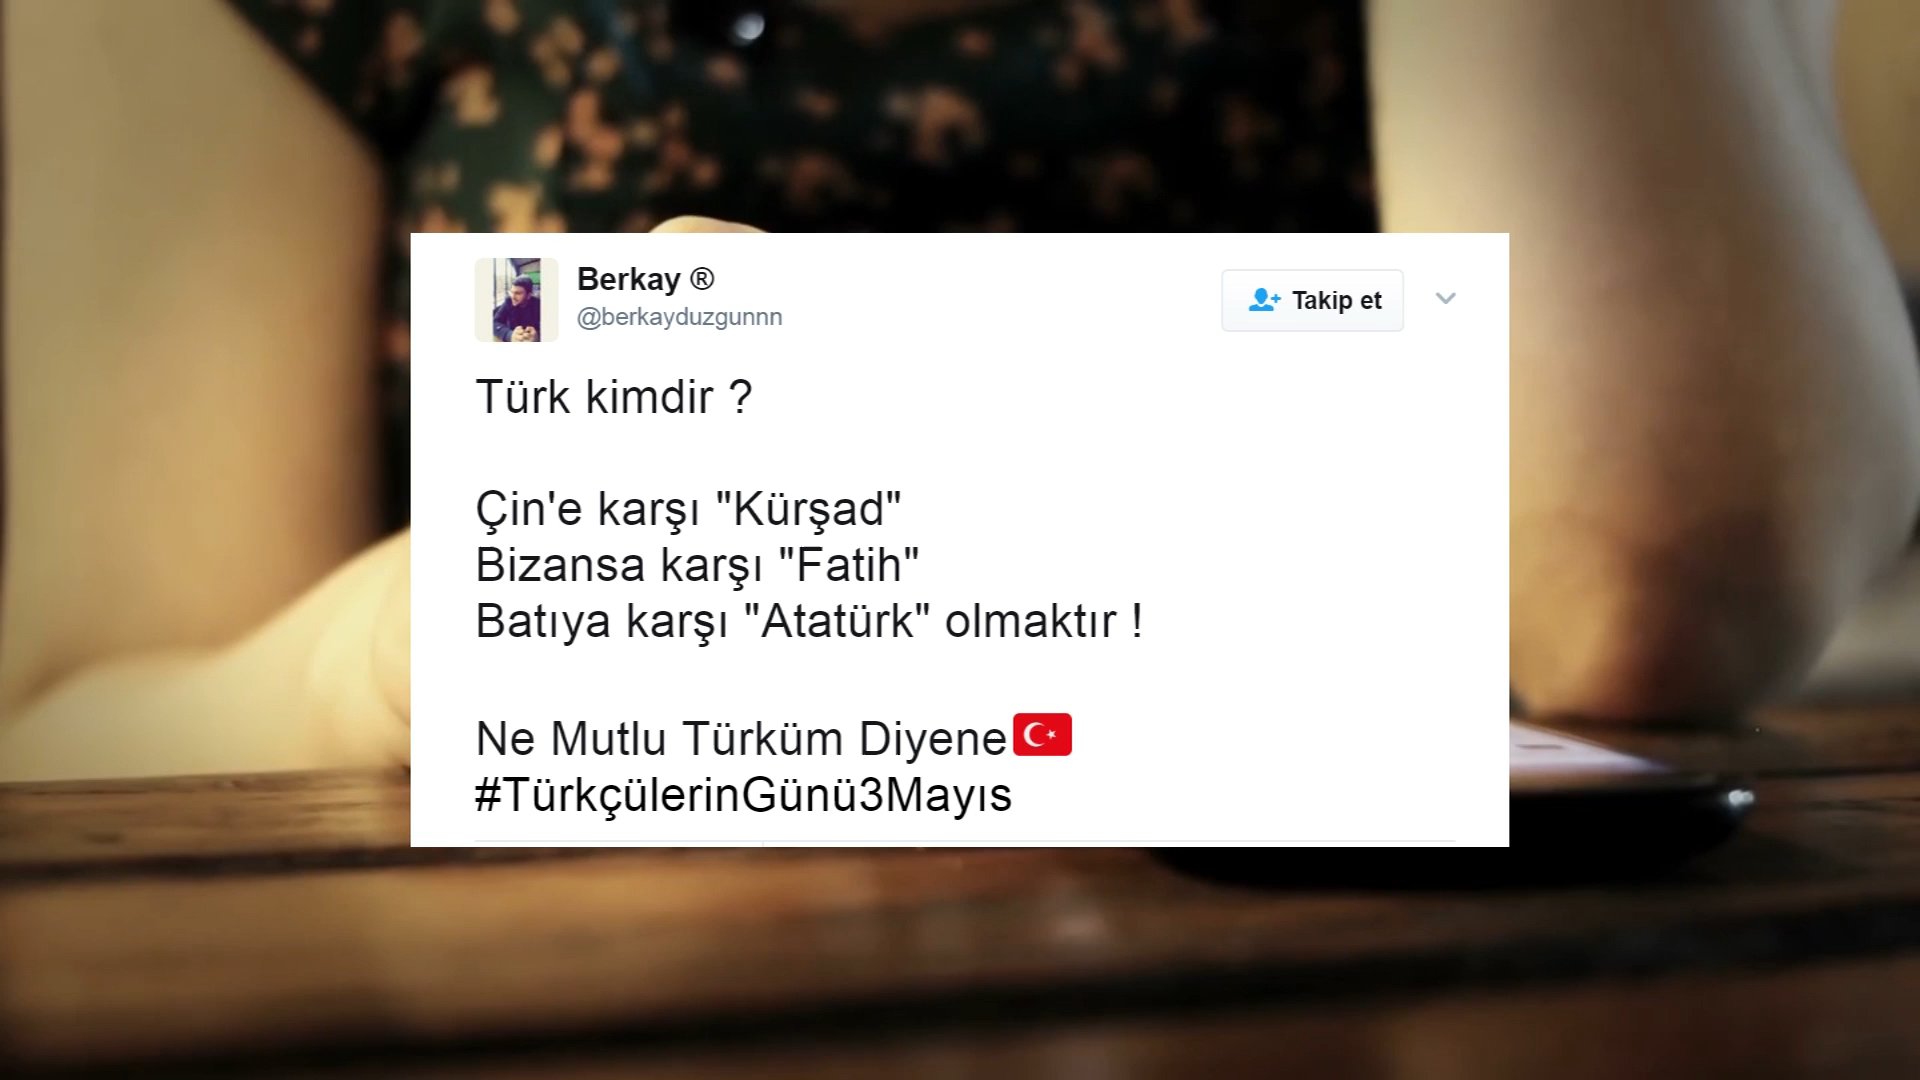 Berkay ®
@berkayduzgunnn
Takip et
Türk kimdir ?
Çin'e karşı "Kürşad"
Bizansa karşı "Fatih"
Batıya karşı "Atatürk" olmaktır !
Ne Mutlu Türküm Diyene🇹🇷
#TürkçülerinGünü3Mayıs